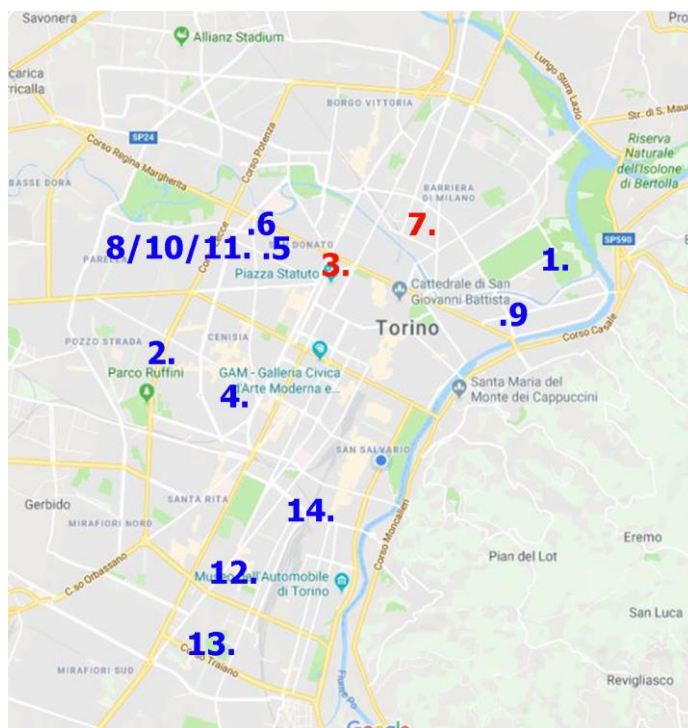 Savonera
Pro
Allianz Stadium
carica
rricalla
Lungo Stura Lazio
BORGO VITTORIA
Str. di S. Mau
SP24
Corso Potenza
Corso Regina Margherita
Riserva
Naturale
dell'Isolone
di Bertolla
BASSE DORA
BARRIERA
DI MILANO
.6
7.
8/10/11.
.5
DONATO
PARELLA
SP590
1.
3.
Piazza Statuto
Cattedrale di San
Giovanni Battista
.9
Torino
Corso Casale
POZZO STRADA
CENISIA
2.
GAM - Galleria Civica
d'Arte Moderna e...
Parco Ruffini
4.
Santa Maria del
Monte dei Cappuccini
SAN SALVARIO
Gerbido
SANTA RITA
14.
MIRAFIORI NORD
Corso Moncalieri
Eremo
Pian del Lot
C.so Orbassano
12.
Museo dell'Automobile
di Torino
San Luca
13.
Corso Traiano
MIRAFIORI SUD
Fiume Po
Revigliasco
Google